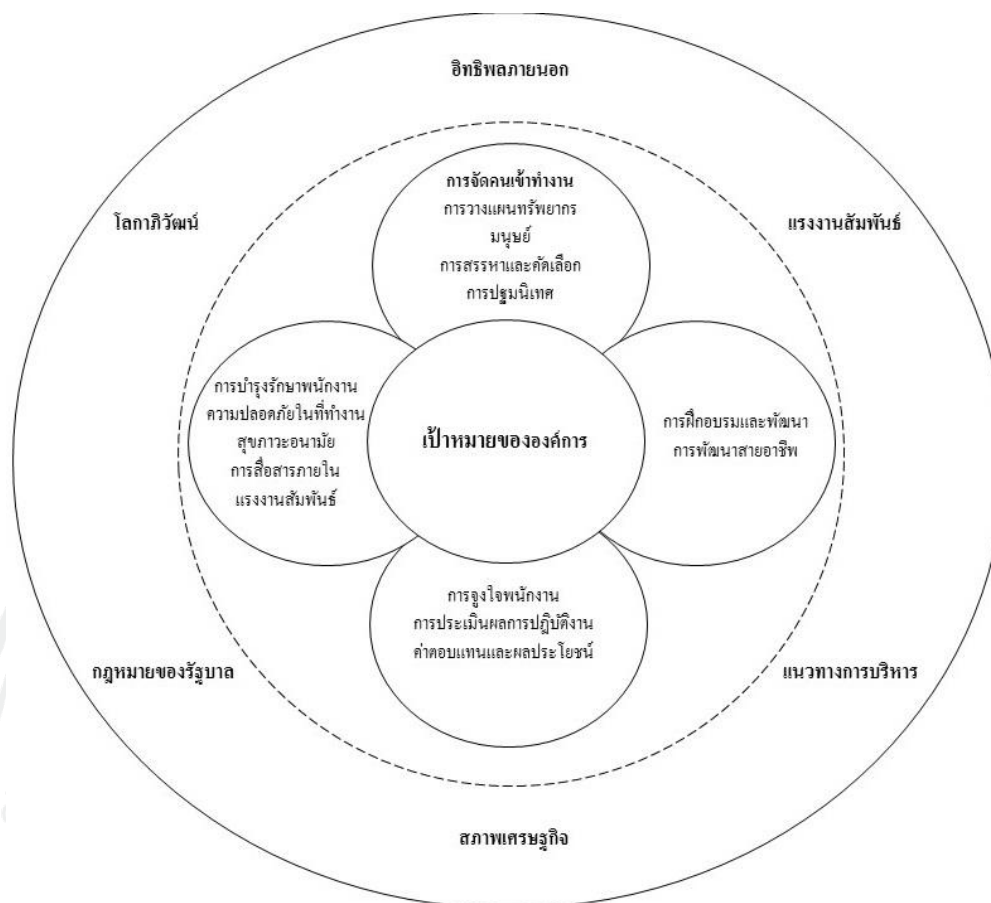 อิทธิพลภายนอก
โลกาภิวัฒน์
แรงงานสัมพันธ์
การจัดคนเข้าทำงาน
การวางแผนทรัพยากร
มนุษย์
การสรรหาและคัดเลือก
การปฐมนิเทศ
การบำรุงรักษาพนักงาน
ความปลอดภัยในที่ทำงาน
สุขภาวะอนามัย
การสื่อสารภายใน
แรงงานสัมพันธ์
เป้าหมายขององค์การ
การฝึกอบรมและพัฒนา
การพัฒนาสายอาชีพ
การจูงใจพนักงาน
การประเมินผลการปฏิบัติงาน
ค่าตอบแทนและผลประโยชน์
กฎหมายของรัฐบาล
แนวทางการบริหาร
สภาพเศรษฐกิจ